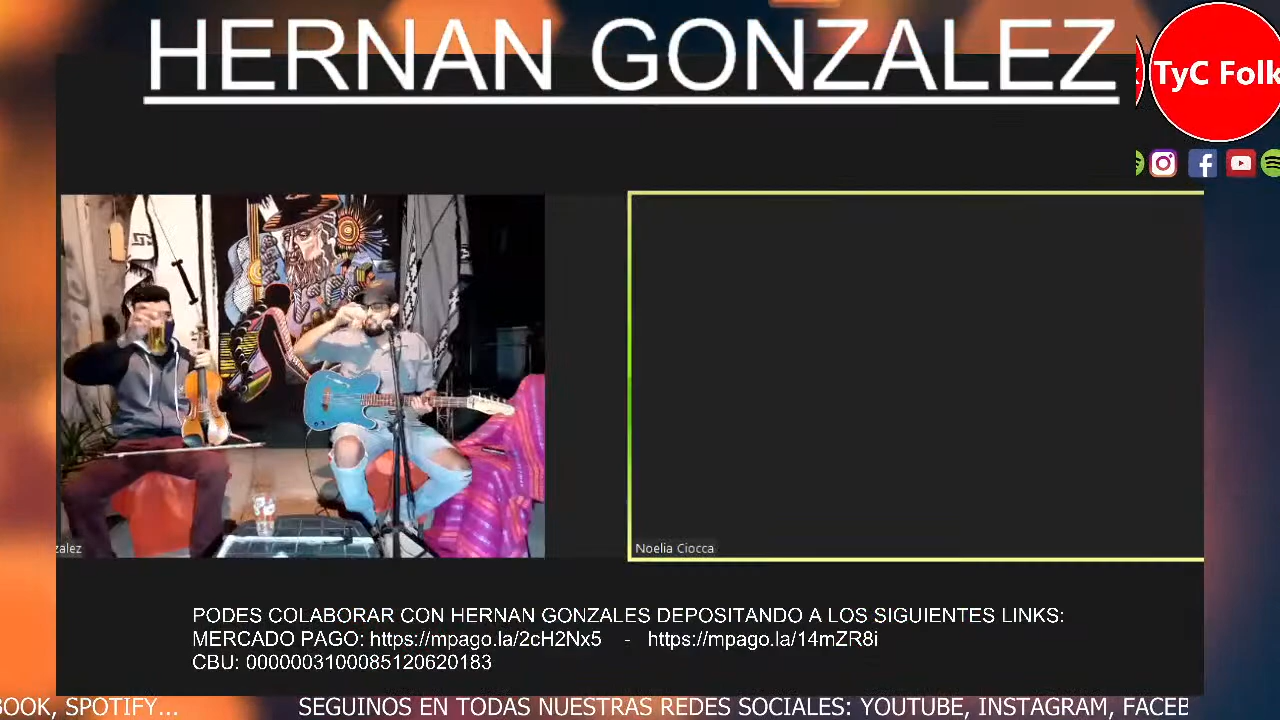 HERNAN GONZALEZ
TyC Folk
zalez
Noelia Ciocca
PODES COLABORAR CON HERNAN GONZALES DEPOSITANDO A LOS SIGUIENTES LINKS:
MERCADO PAGO: https://mpago.la/2cH2Nx5 - https://mpago.la/14mZR8i
CBU: 0000003100085120620183
BOOK, SPOTIFY... SEGUINOS EN TODAS NUESTRAS REDES SOCIALES: YOUTUBE, INSTAGRAM, FACEB